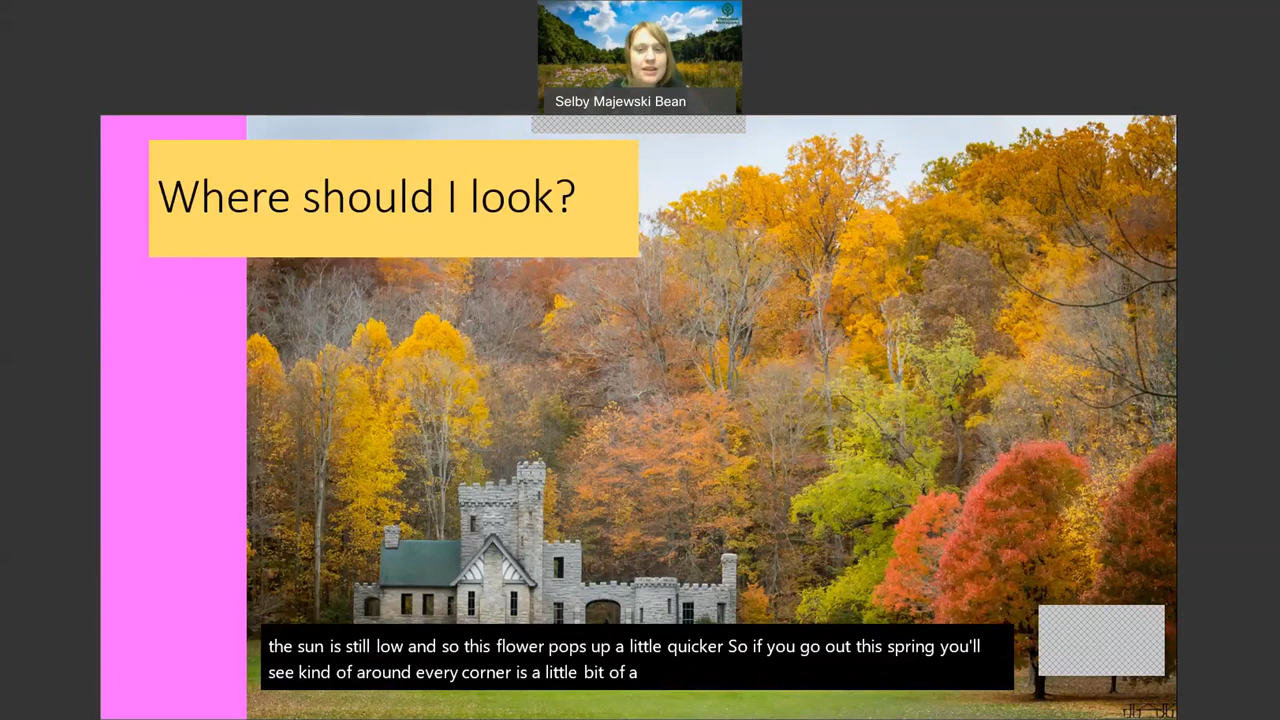 Selby Majewski Bean
Where should I look?
the sun is still low and so this flower pops up a little quicker So if you go out this spring you'll
see kind of around every corner is a little bit of a